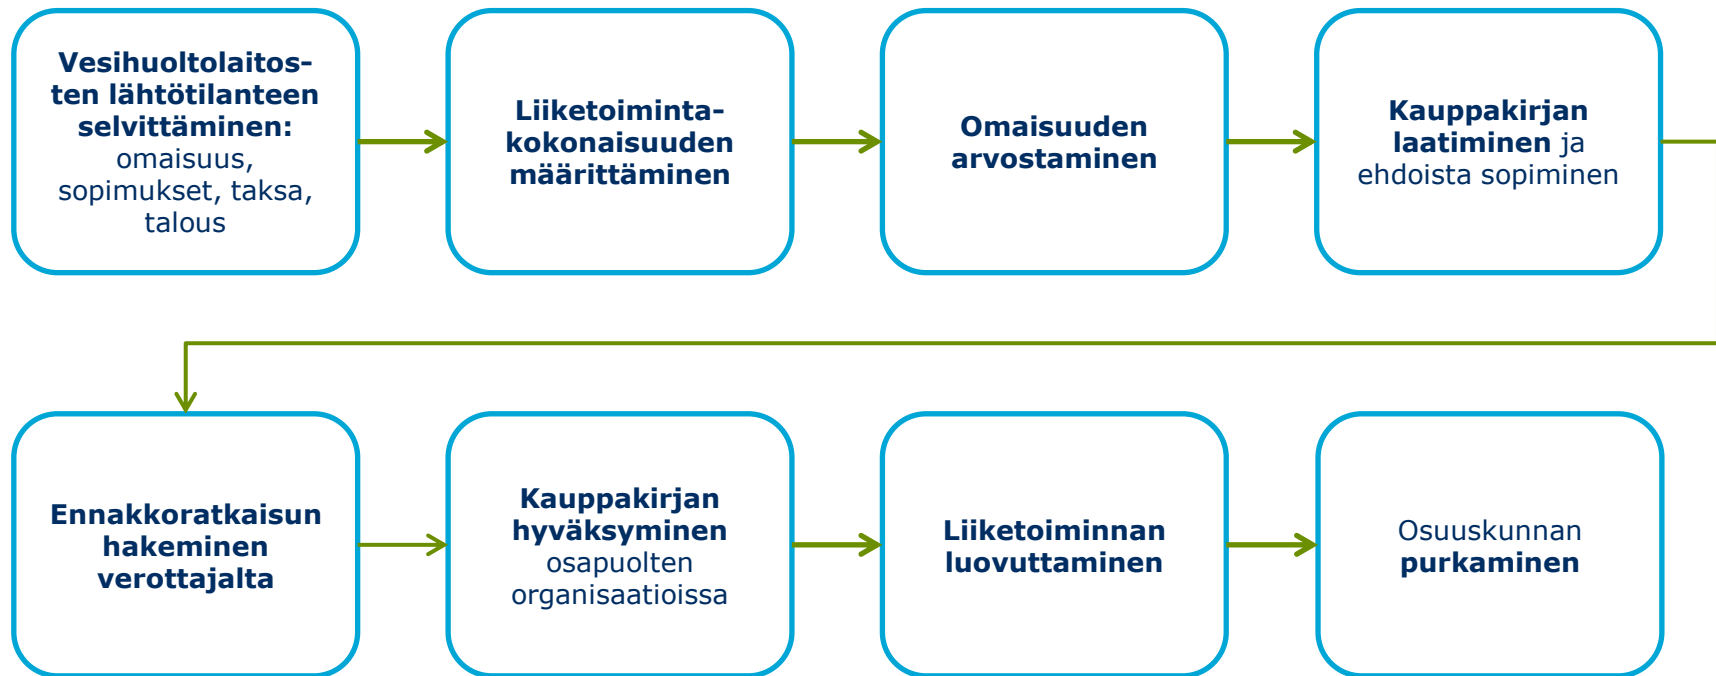 Vesihuoltolaitos-
ten lähtötilanteen
selvittäminen:
omaisuus,
sopimukset, taksa,
talous
Liiketoiminta-
kokonaisuuden
määrittäminen
Omaisuuden
arvostaminen
Kauppakirjan
laatiminen ja
ehdoista sopiminen
Ennakkoratkaisun
hakeminen
verottajalta
Kauppakirjan
hyväksyminen
osapuolten
organisaatioissa
Liiketoiminnan
luovuttaminen
Osuuskunnan
purkaminen